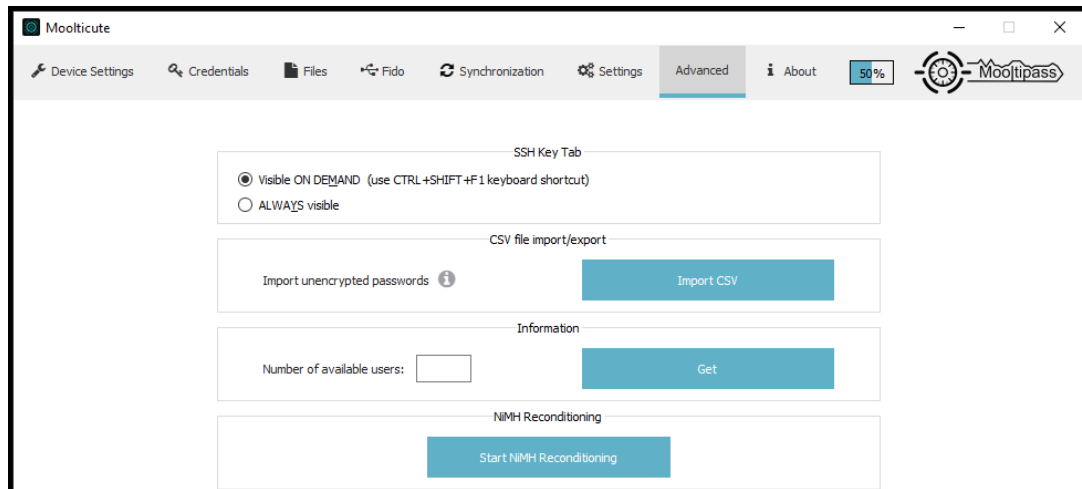 Moolticute
Device Settings Credentials Files Fido Synchronization Settings Advanced About 50% Mooltipass
SSH Key Tab
Visible ON DEMAND (use CTRL+SHIFT+F1 keyboard shortcut)
ALWAYS visible
CSV file import/export
Import unencrypted passwords Import CSV
Information
Number of available users: Get
NiMH Reconditioning
Start NiMH Reconditioning